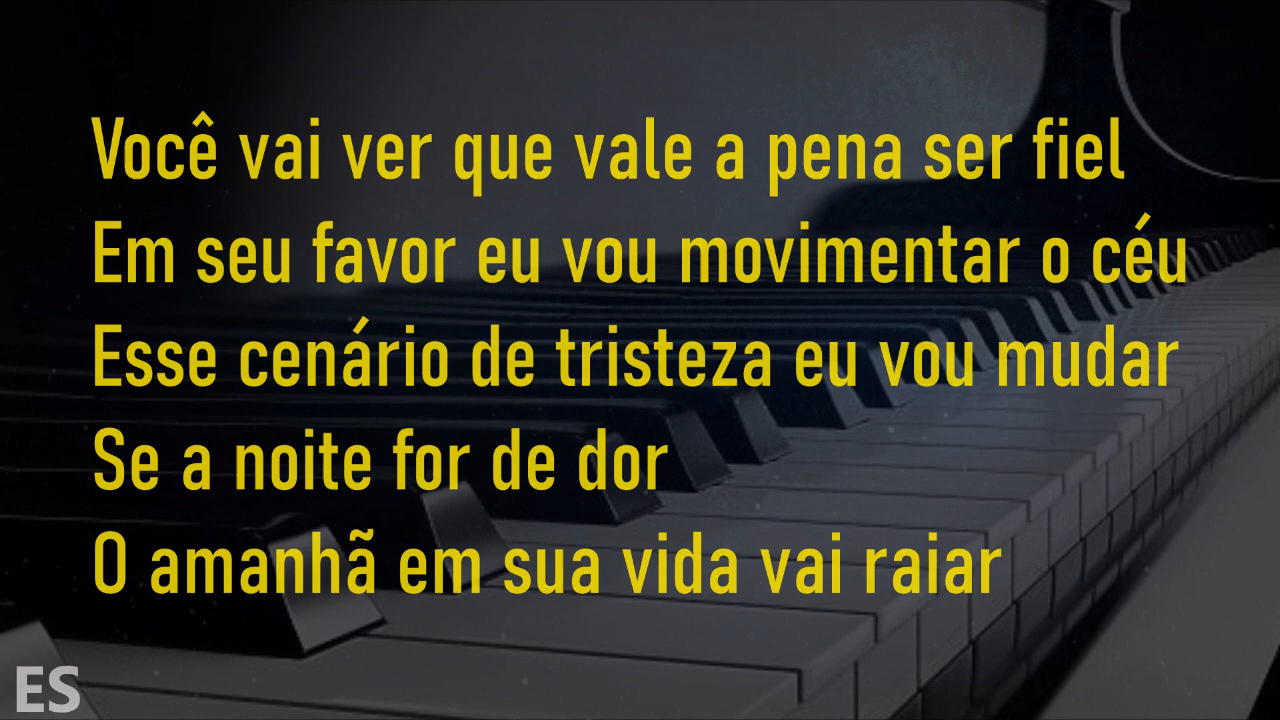 Você vai ver que vale a pena ser fiel
Em seu favor eu vou movimentar o céu
Esse cenário de tristeza eu vou mudar
Se a noite for de dor
O amanhã em sua vida vai raiar
ES